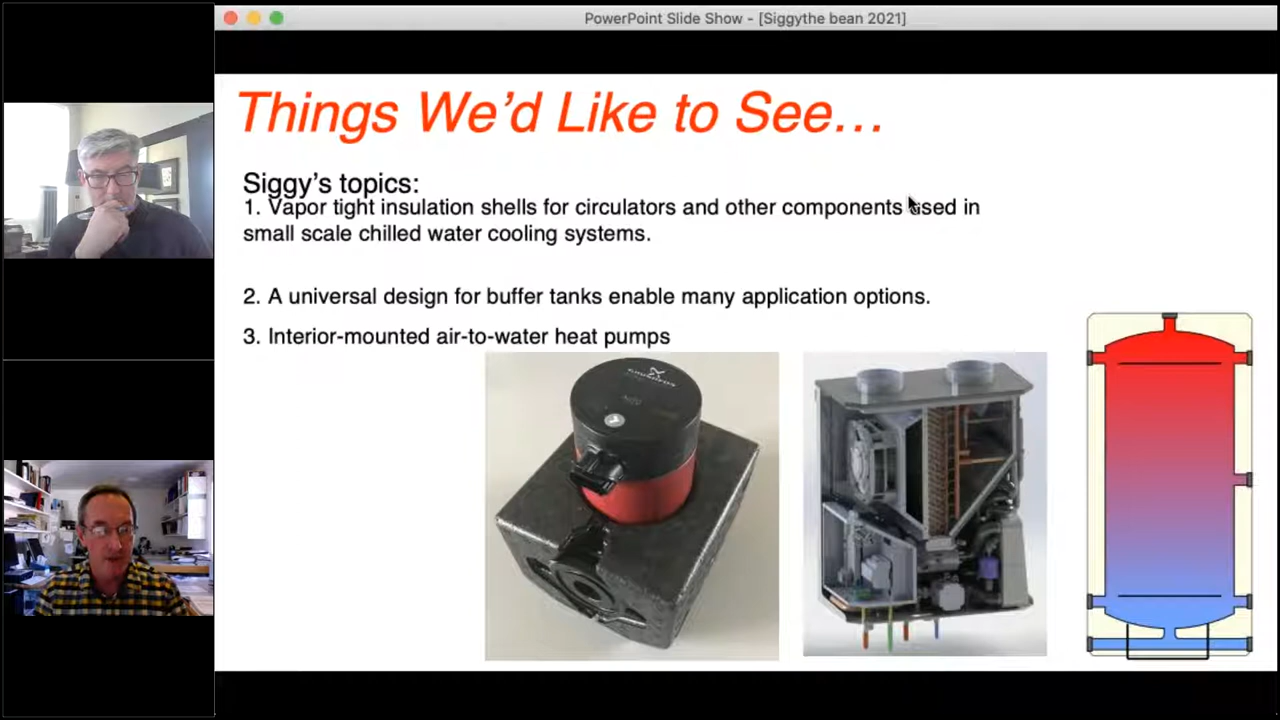 PowerPoint Slide Show - [Siggythe bean 2021]
Things We'd Like to See…
Siggy's topics:
1. Vapor tight insulation shells for circulators and other components used in
small scale chilled water cooling systems.
2. A universal design for buffer tanks enable many application options.
3. Interior-mounted air-to-water heat pumps
GRUNDFOS